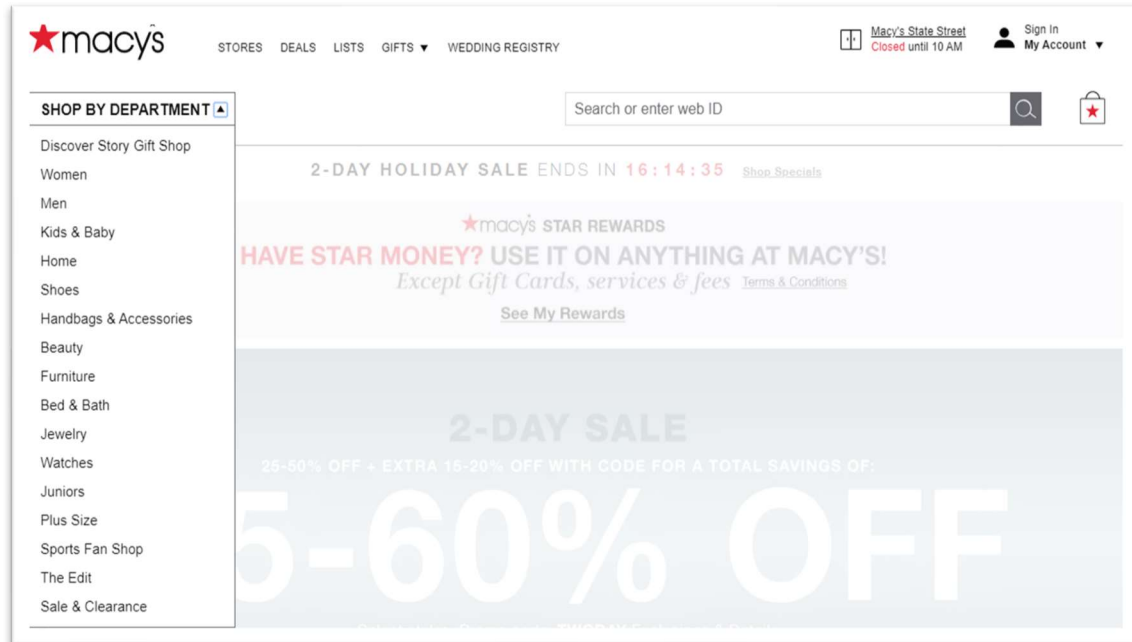 macy's
STORES DEALS LISTS GIFTS ▼ WEDDING REGISTRY
Macy's State Street
Closed until 10 AM
Sign In
My Account ▼
SHOP BY DEPARTMENT
Search or enter web ID
Discover Story Gift Shop
Women
Men
Kids & Baby
Home
Shoes
Handbags & Accessories
Beauty
Furniture
Bed & Bath
Jewelry
Watches
Juniors
Plus Size
Sports Fan Shop
The Edit
Sale & Clearance
2-DAY HOLIDAY SALE ENDS IN 16:14:35 Shop Specials
macy's STAR REWARDS
HAVE STAR MONEY? USE IT ON ANYTHING AT MACY'S!
Except Gift Cards, services & fees Terms & Conditions
See My Rewards
2-DAY SALE
25-50% OFF + EXTRA 15-20% OFF WITH CODE FOR A TOTAL SAVINGS OF:
5-60% OFF